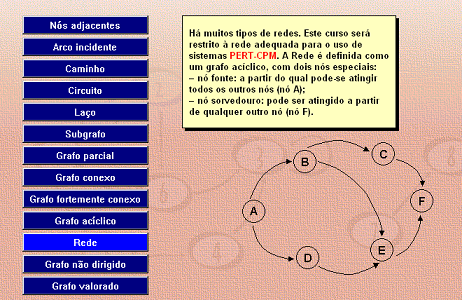 Nós adjacentes
Arco incidente
Caminho
Circuito
Laço
Subgrafo
Grafo parcial
Grafo conexo
Grafo fortemente conexo
Grafo acíclico
Rede
Grafo não dirigido
Grafo valorado
Há muitos tipos de redes. Este curso será
restrito à rede adequada para o uso de
sistemas PERT-CPM. A Rede é definida como
um grafo acíclico, com dois nós especiais:
– nó fonte: a partir do qual pode-se atingir
todos os outros nós (nó A);
– nó sorvedouro: pode ser atingido a partir
de qualquer outro nó (nó F).
A
B
C
D
E
F
3
4
6